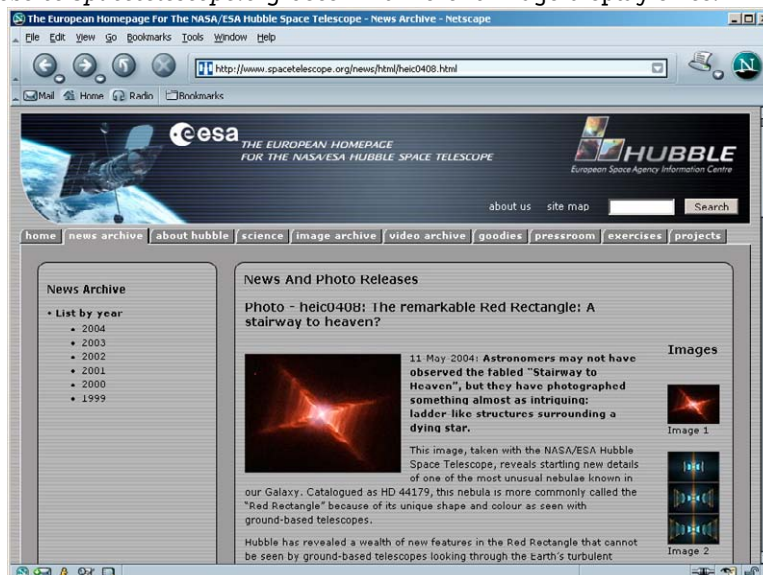 The European Homepage For The NASA/ESA Hubble Space Telescope - News Archive - Netscape
File Edit View Go Bookmarks Tools Window Help
http://www.spacetelescope.org/news/html/heic0408.html
Mail Home Radio Bookmarks
esa
THE EUROPEAN HOMEPAGE
FOR THE NASA/ESA HUBBLE SPACE TELESCOPE
HUBBLE
European Space Agency Information Centre
about us site map Search
home news archive about hubble science image archive video archive goodies pressroom exercises projects
News Archive
• List by year
• 2004
• 2003
• 2002
• 2001
• 2000
• 1999
News And Photo Releases
Photo - heic0408: The remarkable Red Rectangle: A
stairway to heaven?
11-May-2004: Astronomers may not have
observed the fabled "Stairway to
Heaven", but they have photographed
something almost as intriguing:
ladder-like structures surrounding a
dying star.
This image, taken with the NASA/ESA Hubble
Space Telescope, reveals startling new details
of one of the most unusual nebulae known in
our Galaxy. Catalogued as HD 44179, this nebula is more commonly called the
"Red Rectangle" because of its unique shape and colour as seen with
ground-based telescopes.
Hubble has revealed a wealth of new features in the Red Rectangle that cannot
be seen by ground-based telescopes looking through the Earth's turbulent
Images
Image 1
Image 2